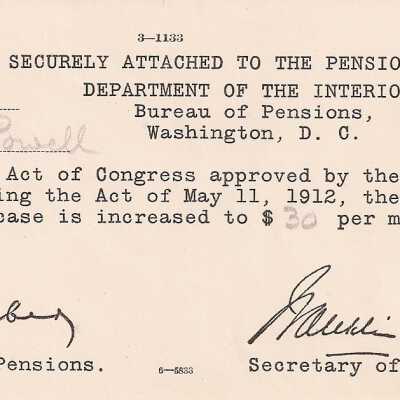 3—1133
SECURELY ATTACHED TO THE PENSIO
DEPARTMENT OF THE INTERIO
Bureau of Pensions,
Washington, D. C.
Powell
Act of Congress approved by the
ing the Act of May 11, 1912, the
case is increased to $ 30 per m
Franklin
Pensions.
Secretary of
6—5833